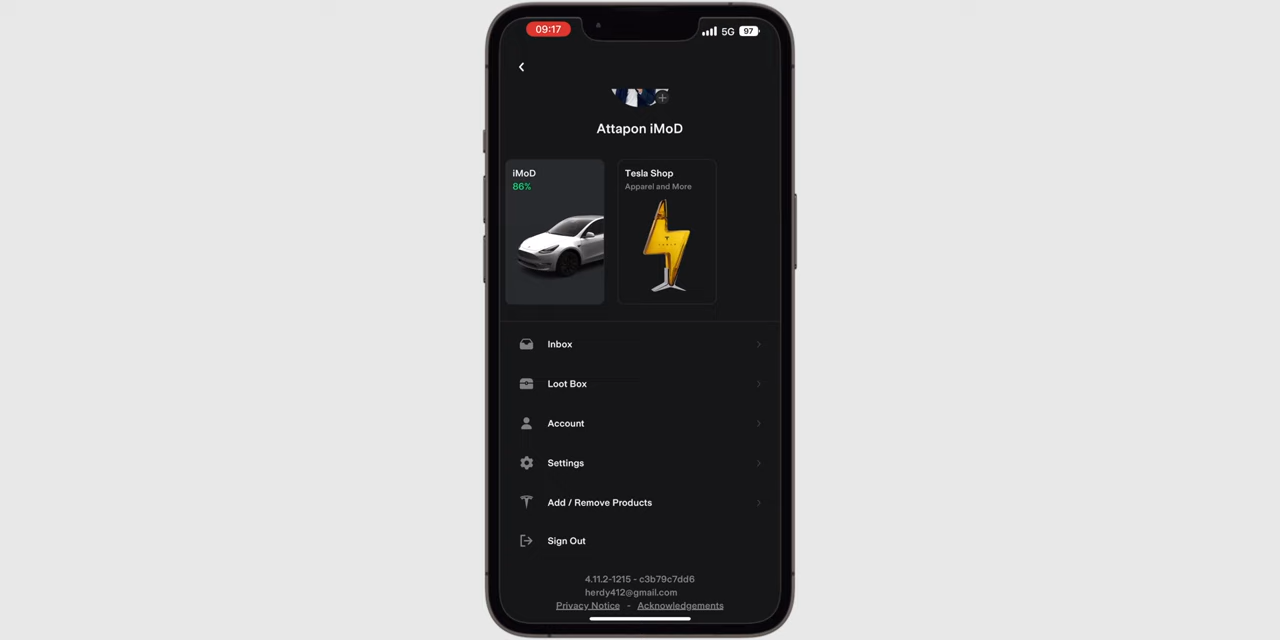 09:17
5G 97
Attapon iMoD
iMoD
86%
Tesla Shop
Apparel and More
Inbox
Loot Box
Account
Settings
Add / Remove Products
Sign Out
4.11.2-1215 - c3b79c7dd6
herdy412@gmail.com
Privacy Notice - Acknowledgements